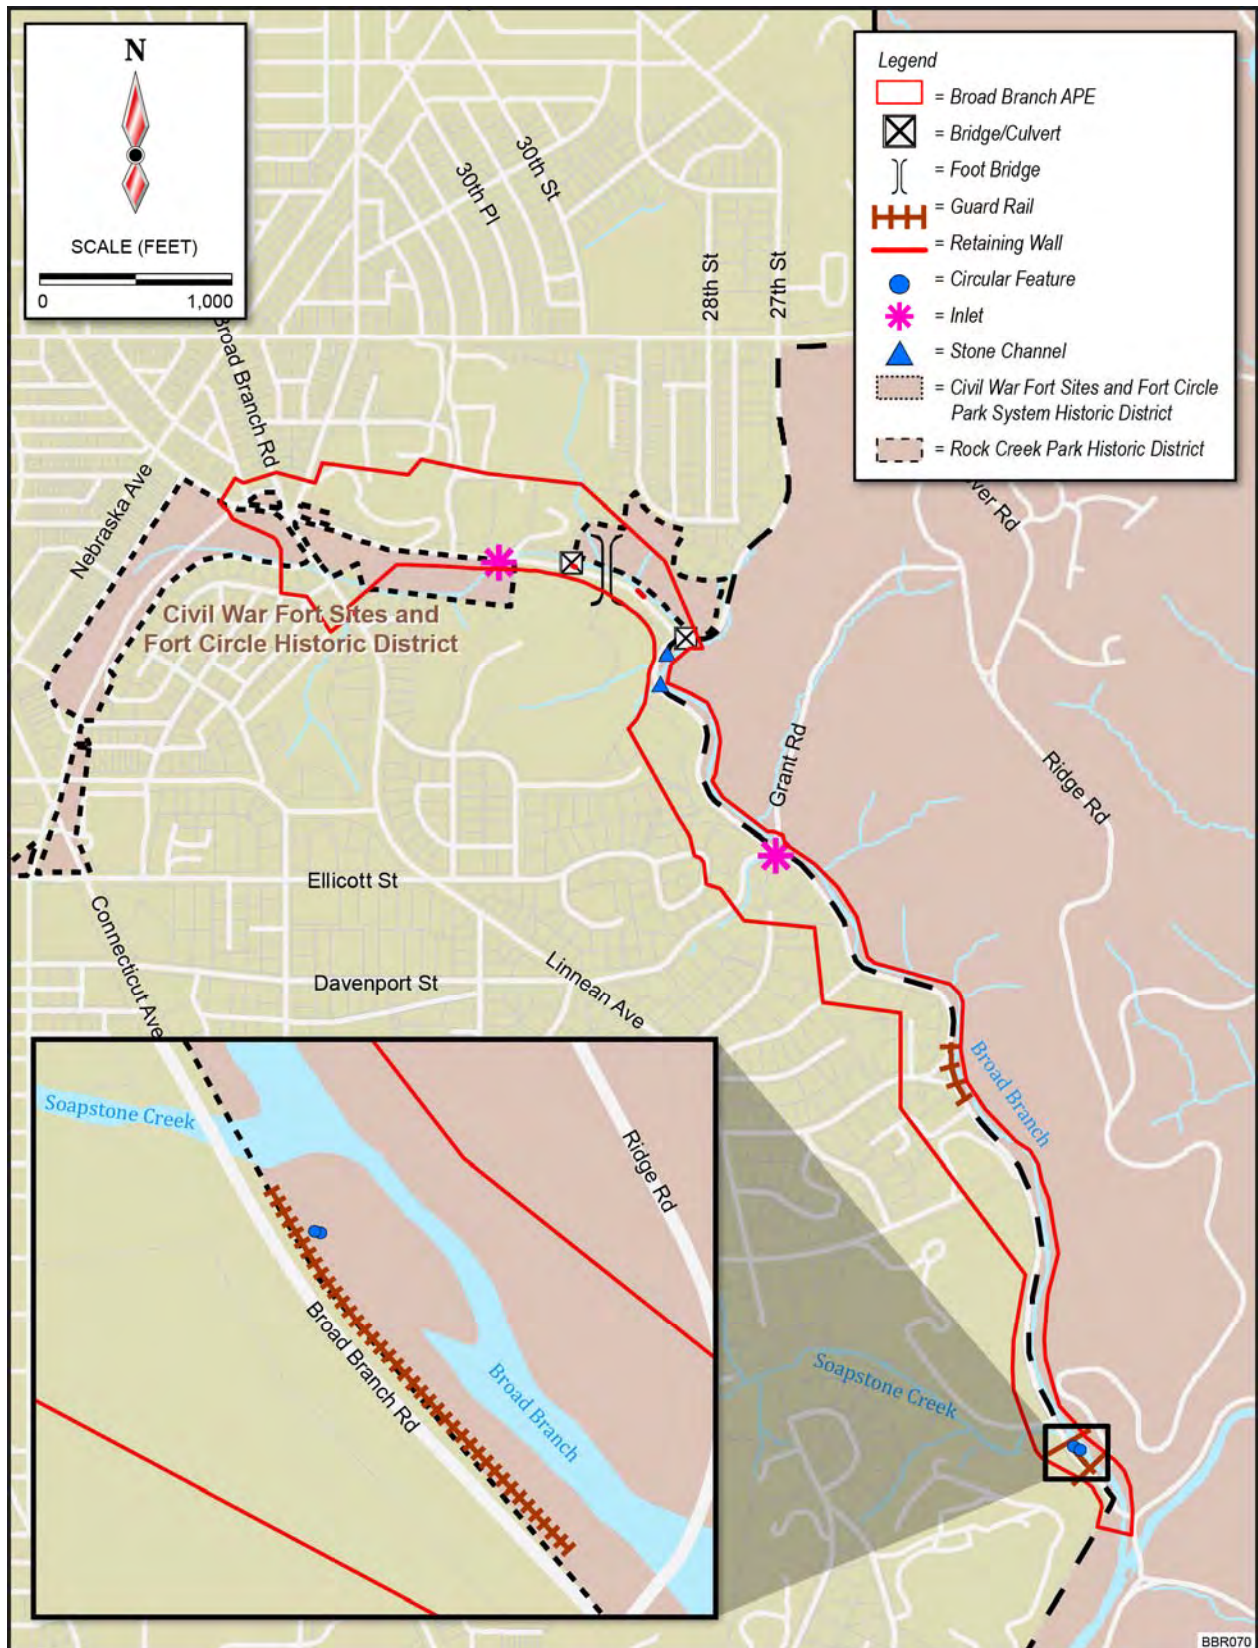 N
SCALE (FEET)
0 1,000
Legend
= Broad Branch APE
= Bridge/Culvert
= Foot Bridge
= Guard Rail
= Retaining Wall
= Circular Feature
= Inlet
= Stone Channel
= Civil War Fort Sites and Fort Circle
Park System Historic District
= Rock Creek Park Historic District
30th St
30th Pl
28th St
27th St
Broad Branch Rd
Nebraska Ave
Civil War Fort Sites and
Fort Circle Historic District
ver Rd
Grant Rd
Ridge Rd
Ellicott St
Connecticut Ave
Davenport St
Linnean Ave
Broad Branch
Soapstone Creek
Soapstone Creek
Ridge Rd
Broad Branch Rd
Broad Branch
BBR070